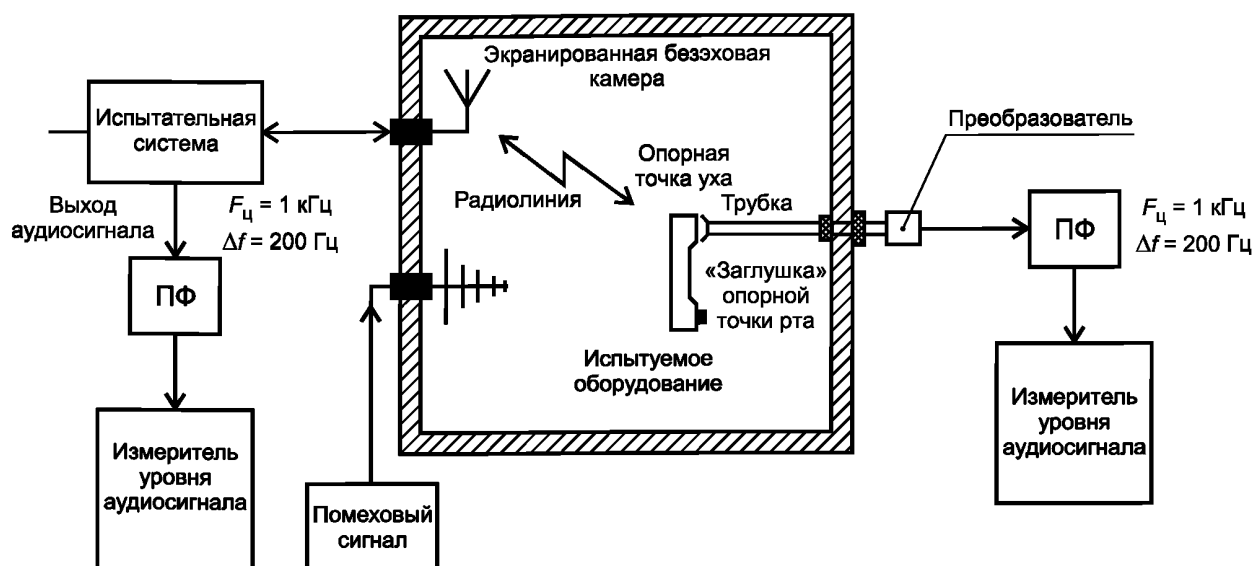 Экранированная безэховая
камера
Испытательная
система
Преобразователь
Опорная
точка уха
Радиолиния
Трубка
Выход
аудиосигнала
Fц = 1 кГц
Δf = 200 Гц
ПФ
«Заглушка»
опорной
точки рта
ПФ
Fц = 1 кГц
Δf = 200 Гц
Испытуемое
оборудование
Измеритель
уровня
аудиосигнала
Помеховый
сигнал
Измеритель
уровня
аудиосигнала